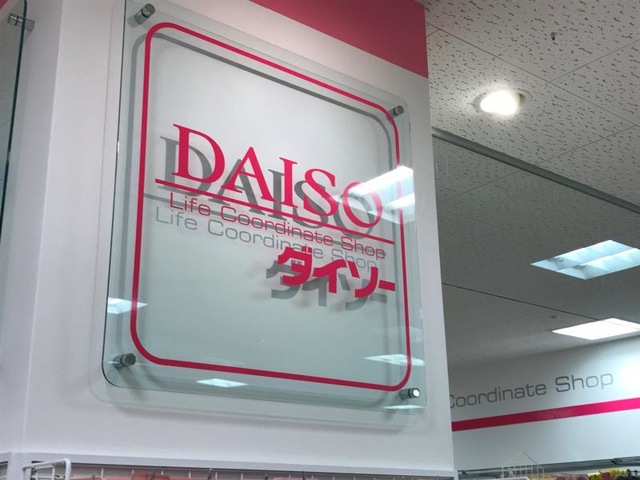 DAISO
Life Coordinate Shop
ダイソー
Coordinate Shop